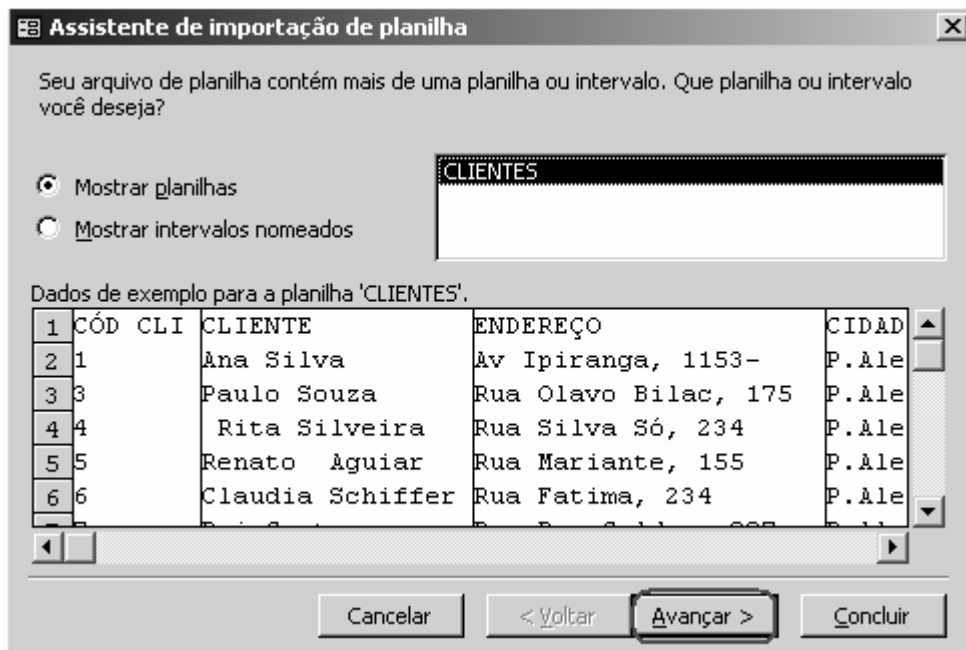 Assistente de importação de planilha
Seu arquivo de planilha contém mais de uma planilha ou intervalo. Que planilha ou intervalo
você deseja?
Mostrar planilhas
Mostrar intervalos nomeados
CLIENTES
Dados de exemplo para a planilha 'CLIENTES'.
1 CÓD CLI CLIENTE ENDEREÇO CIDAD
2 1 Ana Silva Av Ipiranga, 1153- P.Ale
3 3 Paulo Souza Rua Olavo Bilac, 175 P.Ale
4 4 Rita Silveira Rua Silva Só, 234 P.Ale
5 5 Renato Aguiar Rua Mariante, 155 P.Ale
6 6 Claudia Schiffer Rua Fatima, 234 P.Ale
Cancelar < Voltar Avançar > Concluir